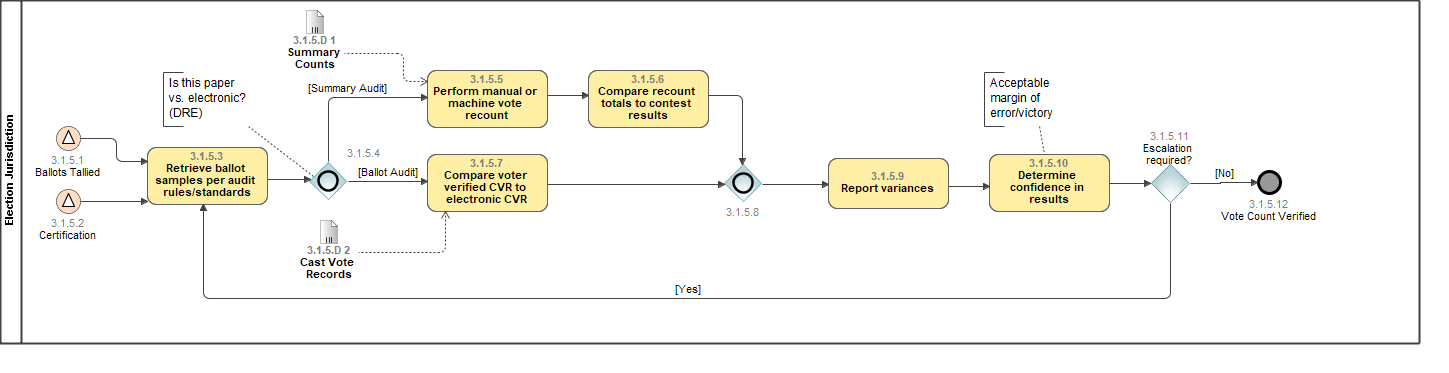 Election Jurisdiction
3.1.5.D 1
Summary
Counts
Is this paper
vs. electronic?
(DRE)
[Summary Audit]
3.1.5.5
Perform manual or
machine vote
recount
3.1.5.6
Compare recount
totals to contest
results
Acceptable
margin of
error/victory
3.1.5.1
Ballots Tallied
3.1.5.2
Certification
3.1.5.3
Retrieve ballot
samples per audit
rules/standards
3.1.5.4
[Ballot Audit]
3.1.5.7
Compare voter
verified CVR to
electronic CVR
3.1.5.D 2
Cast Vote
Records
3.1.5.8
3.1.5.9
Report variances
3.1.5.10
Determine
confidence in
results
3.1.5.11
Escalation
required?
[No]
3.1.5.12
Vote Count Verified
[Yes]